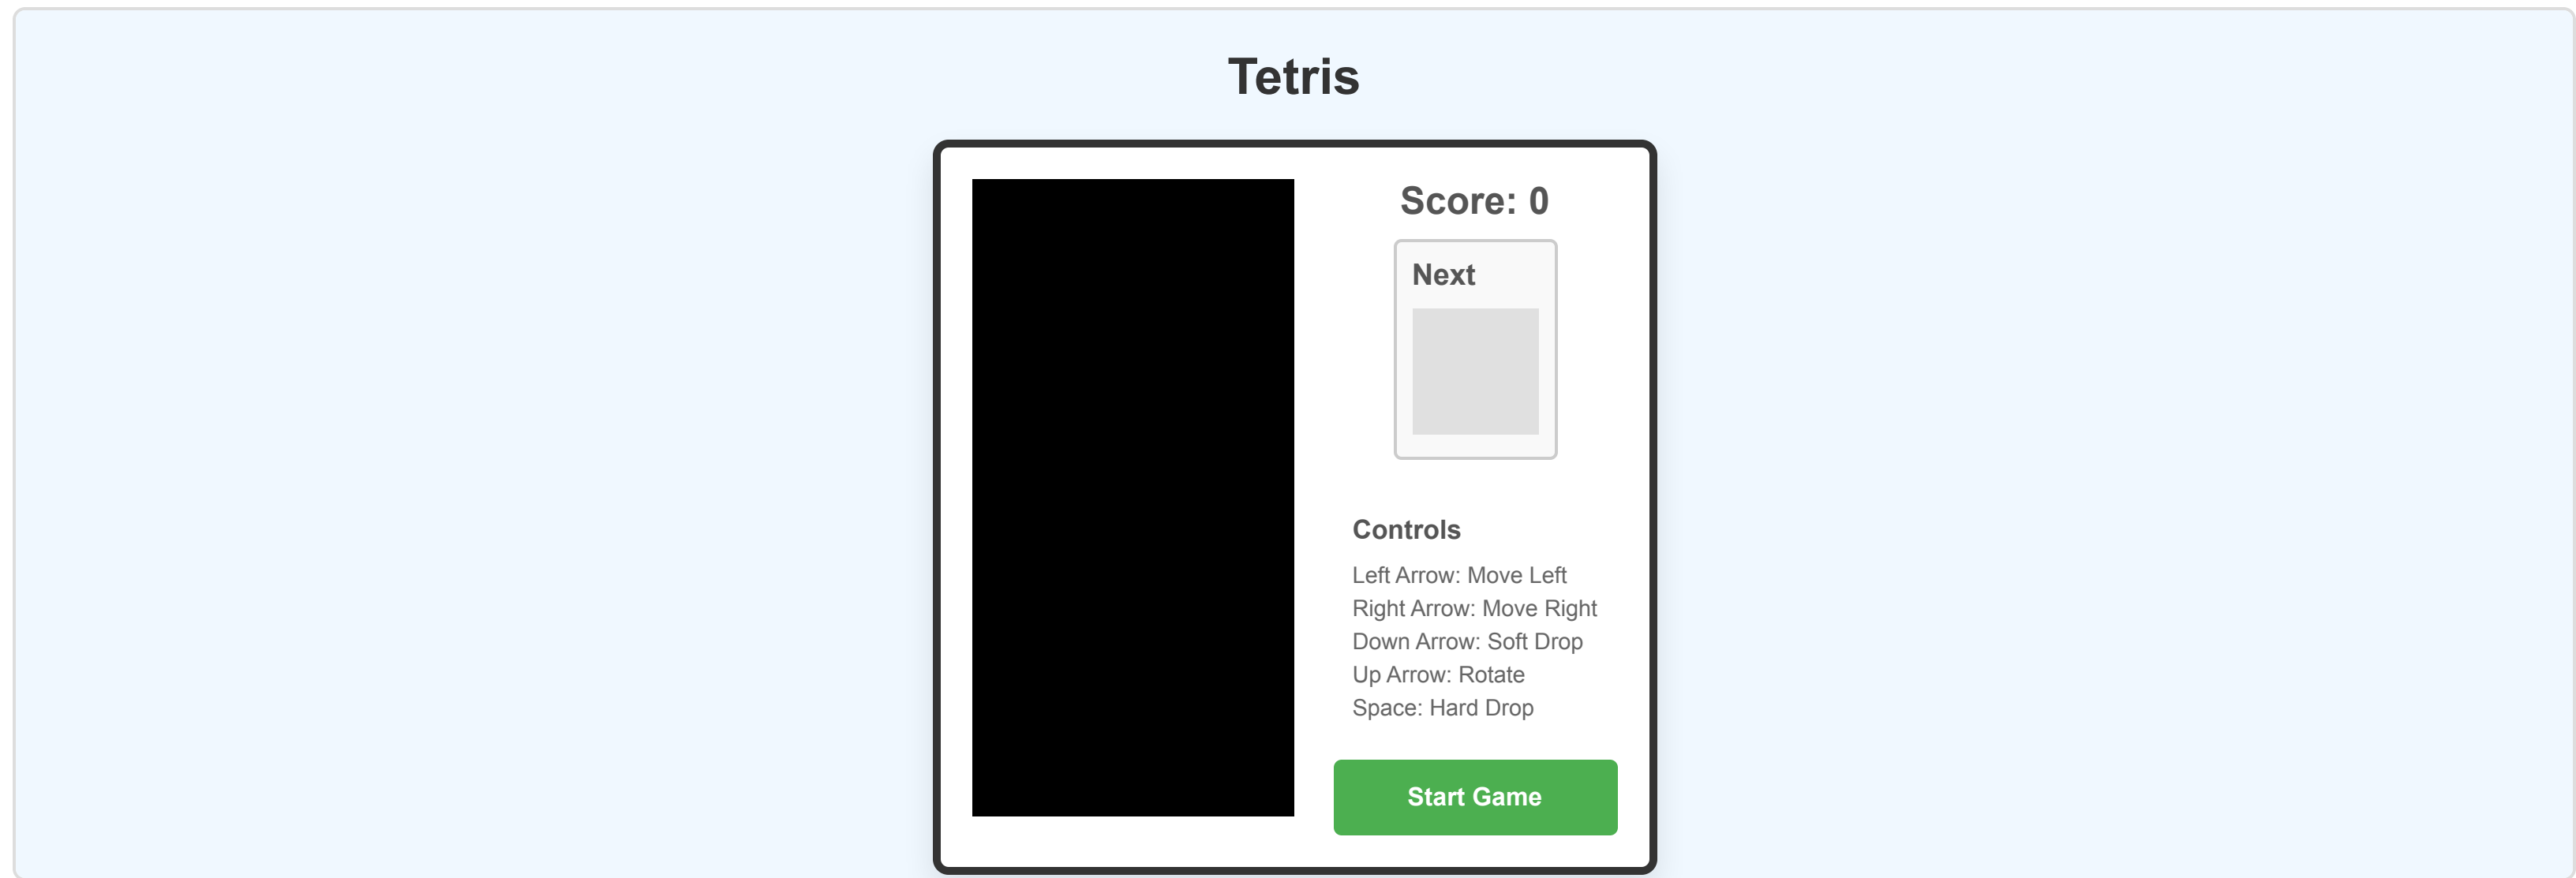 Tetris
Score: 0
Next
Controls
Left Arrow: Move Left
Right Arrow: Move Right
Down Arrow: Soft Drop
Up Arrow: Rotate
Space: Hard Drop
Start Game